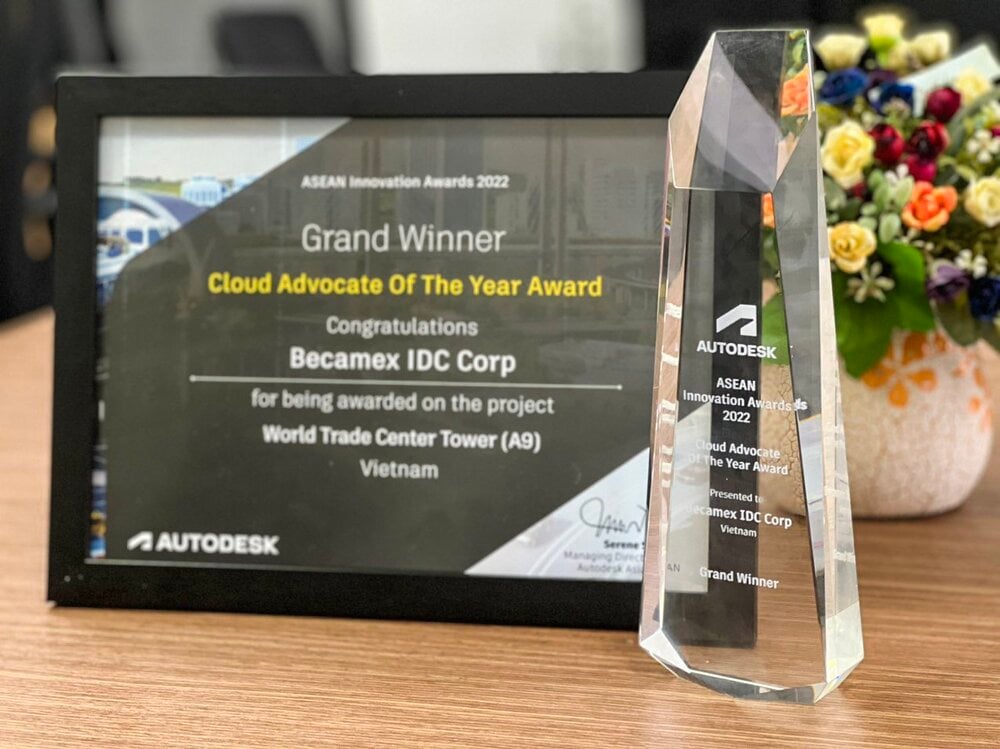 ASEAN Innovation Awards 2022
Grand Winner
Cloud Advocate Of The Year Award
Congratulations
Becamex IDC Corp
for being awarded on the project
World Trade Center Tower (A9)
Vietnam
AUTODESK
Serene
Managing
Autodesk
AUTODESK
ASEAN
Innovation Awards
2022
Cloud Advocate
Of The Year Award
Presented to
Becamex IDC Corp
Vietnam
Grand Winner